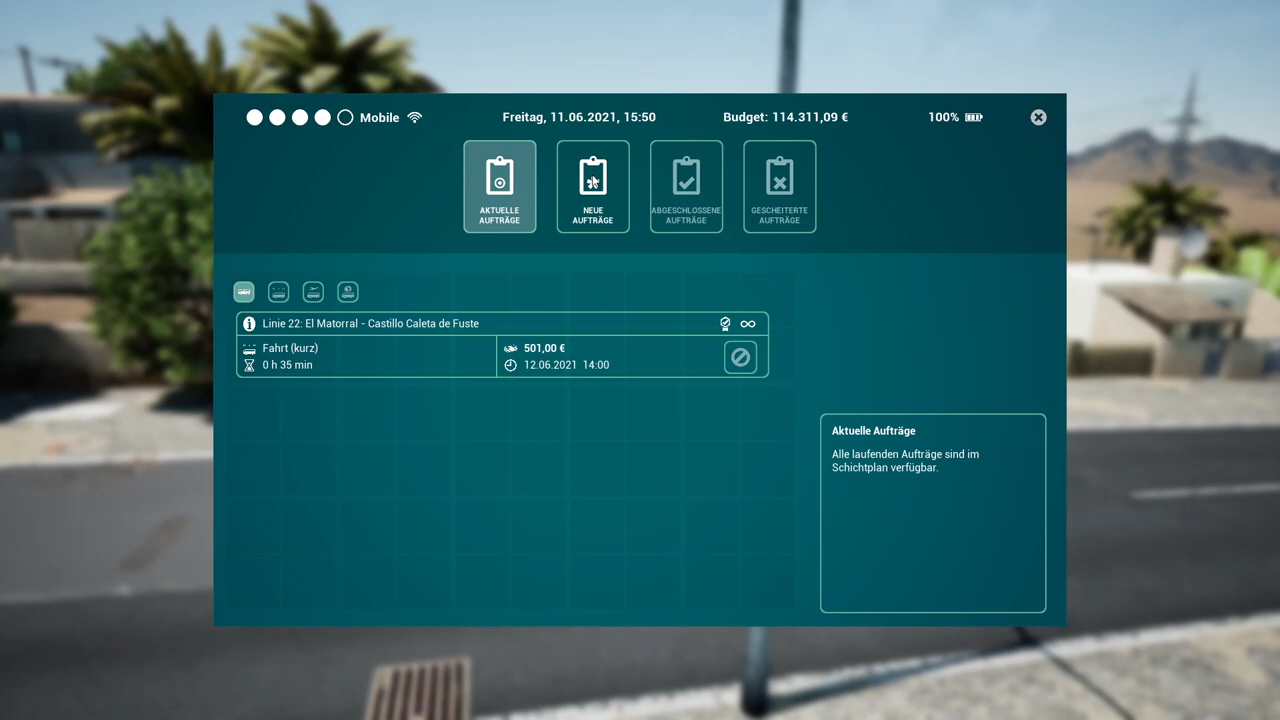 Mobile
Freitag, 11.06.2021, 15:50
Budget: 114.311,09 €
100%
AKTUELLE
AUFTRÄGE
NEUE
AUFTRÄGE
ABGESCHLOSSENE
AUFTRÄGE
GESCHEITERTE
AUFTRÄGE
Linie 22: El Matorral - Castillo Caleta de Fuste
Fahrt (kurz)
0 h 35 min
501,00 €
12.06.2021 14:00
Aktuelle Aufträge
Alle laufenden Aufträge sind im
Schichtplan verfügbar.